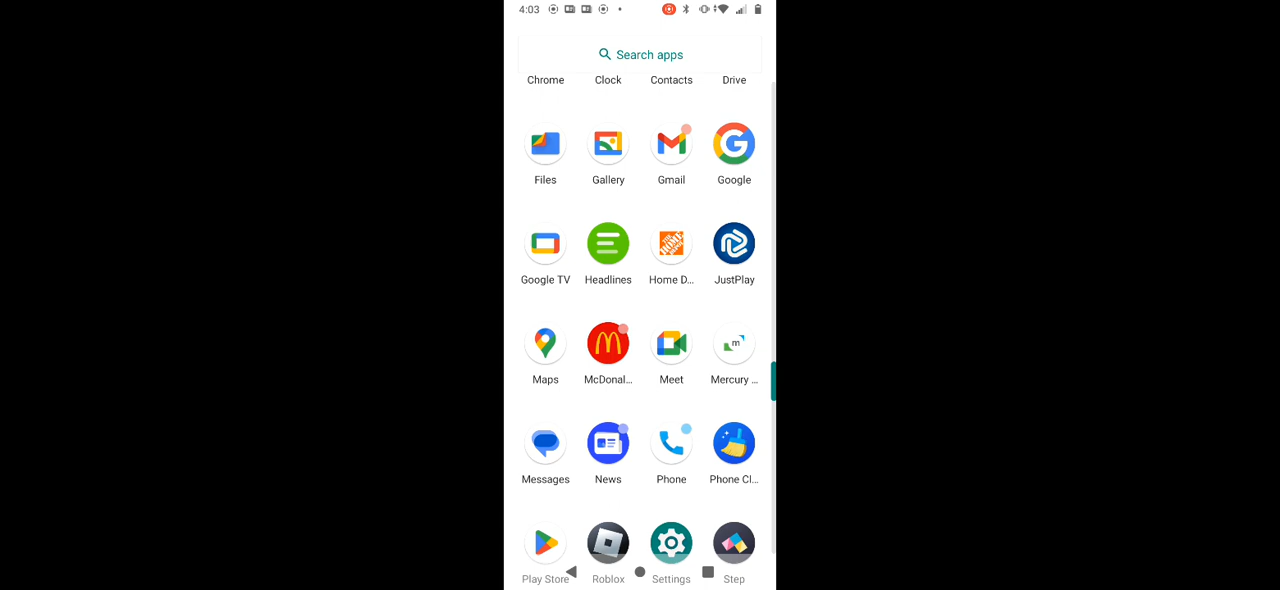 4:03
Search apps
Chrome Clock Contacts Drive
Files Gallery Gmail Google
Google TV Headlines Home D... JustPlay
Maps McDonal... Meet Mercury ...
Messages News Phone Phone Cl...
Play Store Roblox Settings Step